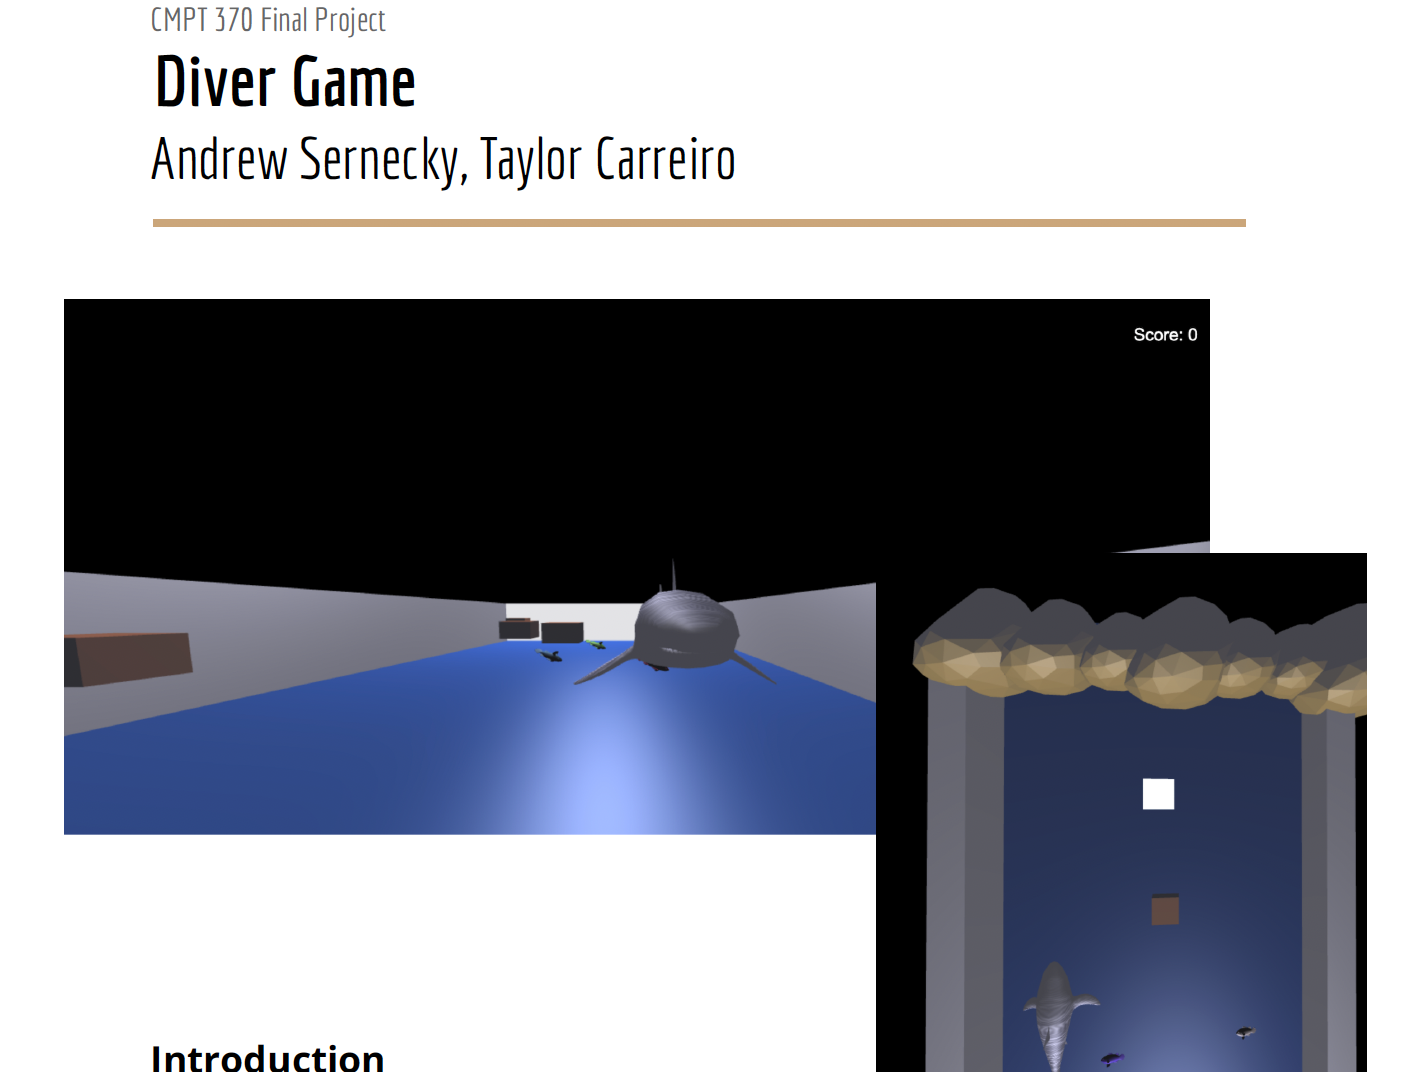 CMPT 370 Final Project
Diver Game
Andrew Sernecky, Taylor Carreiro
Score: 0
Introduction